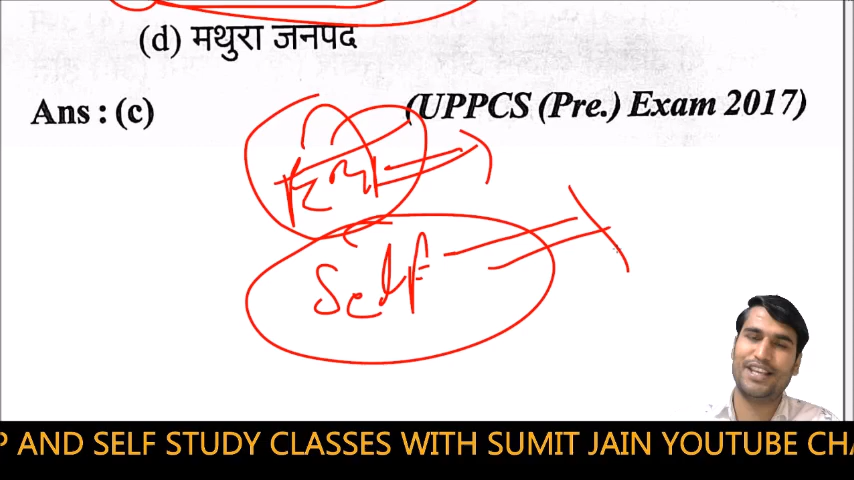 (d) मथुरा जनपद
Ans : (c)
(UPPCS (Pre.) Exam 2017)
Self
P AND SELF STUDY CLASSES WITH SUMIT JAIN YOUTUBE CHA